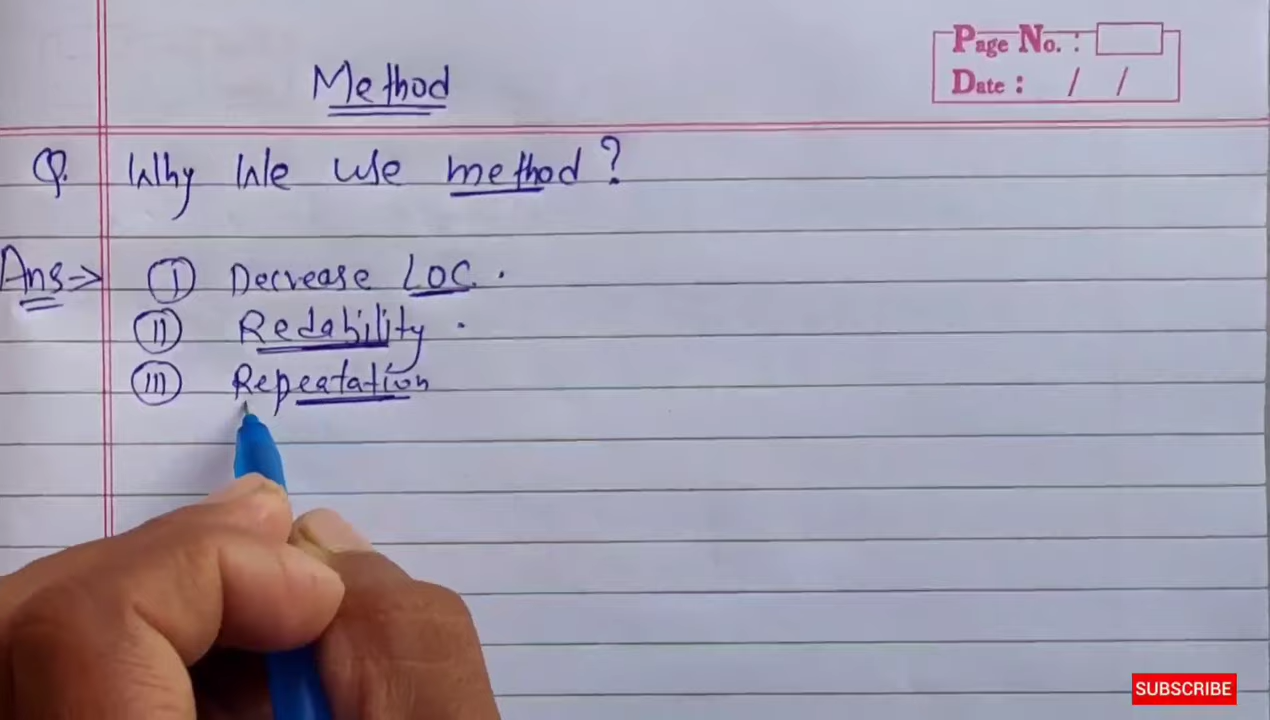 Page No. :
Date : / /
Method
Q. Why We Use method ?
Ans-> (I) Decrease LOC.
(II) Redability.
(III) Repeatation
SUBSCRIBE